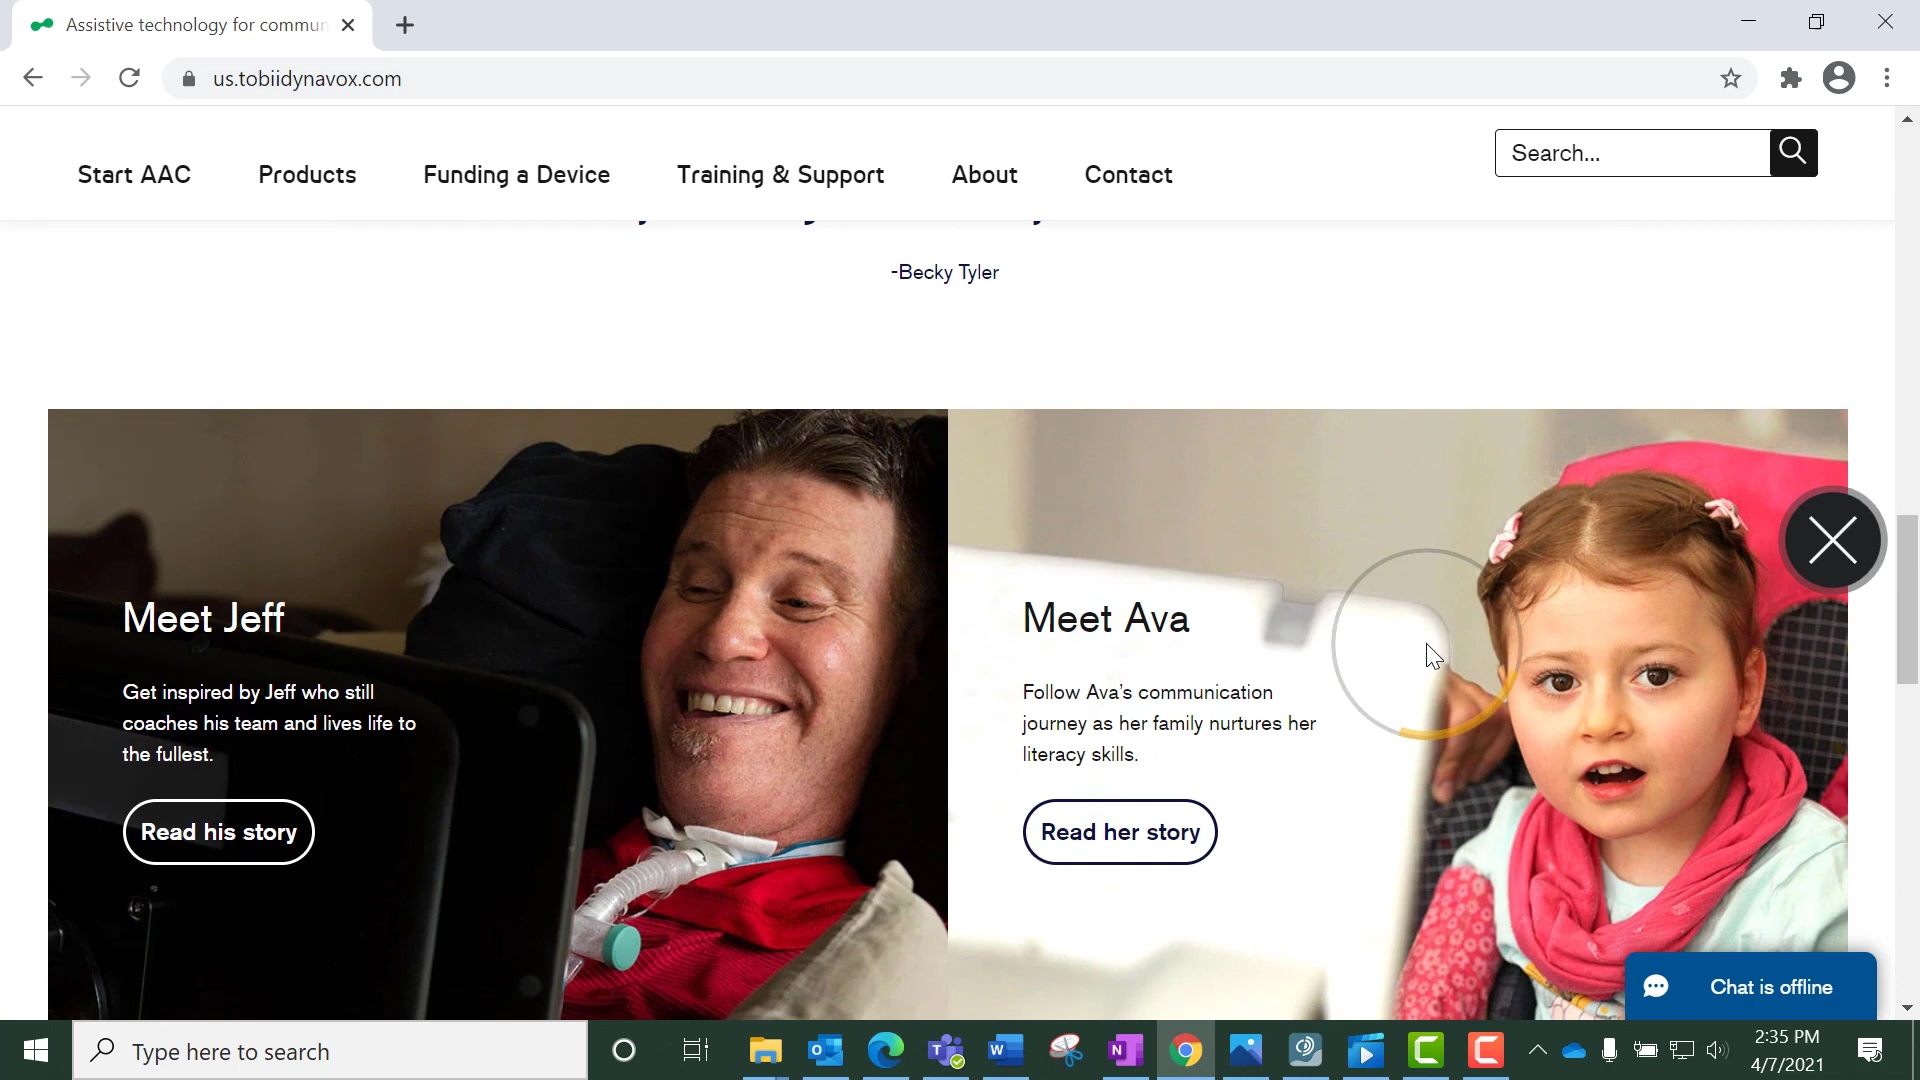 Assistive technology for commun
us.tobiidynavox.com
Start AAC
Products
Funding a Device
Training & Support
About
Contact
Search...
-Becky Tyler
Meet Jeff
Get inspired by Jeff who still
coaches his team and lives life to
the fullest.
Read his story
Meet Ava
Follow Ava's communication
journey as her family nurtures her
literacy skills.
Read her story
Chat is offline
Type here to search
2:35 PM
4/7/2021